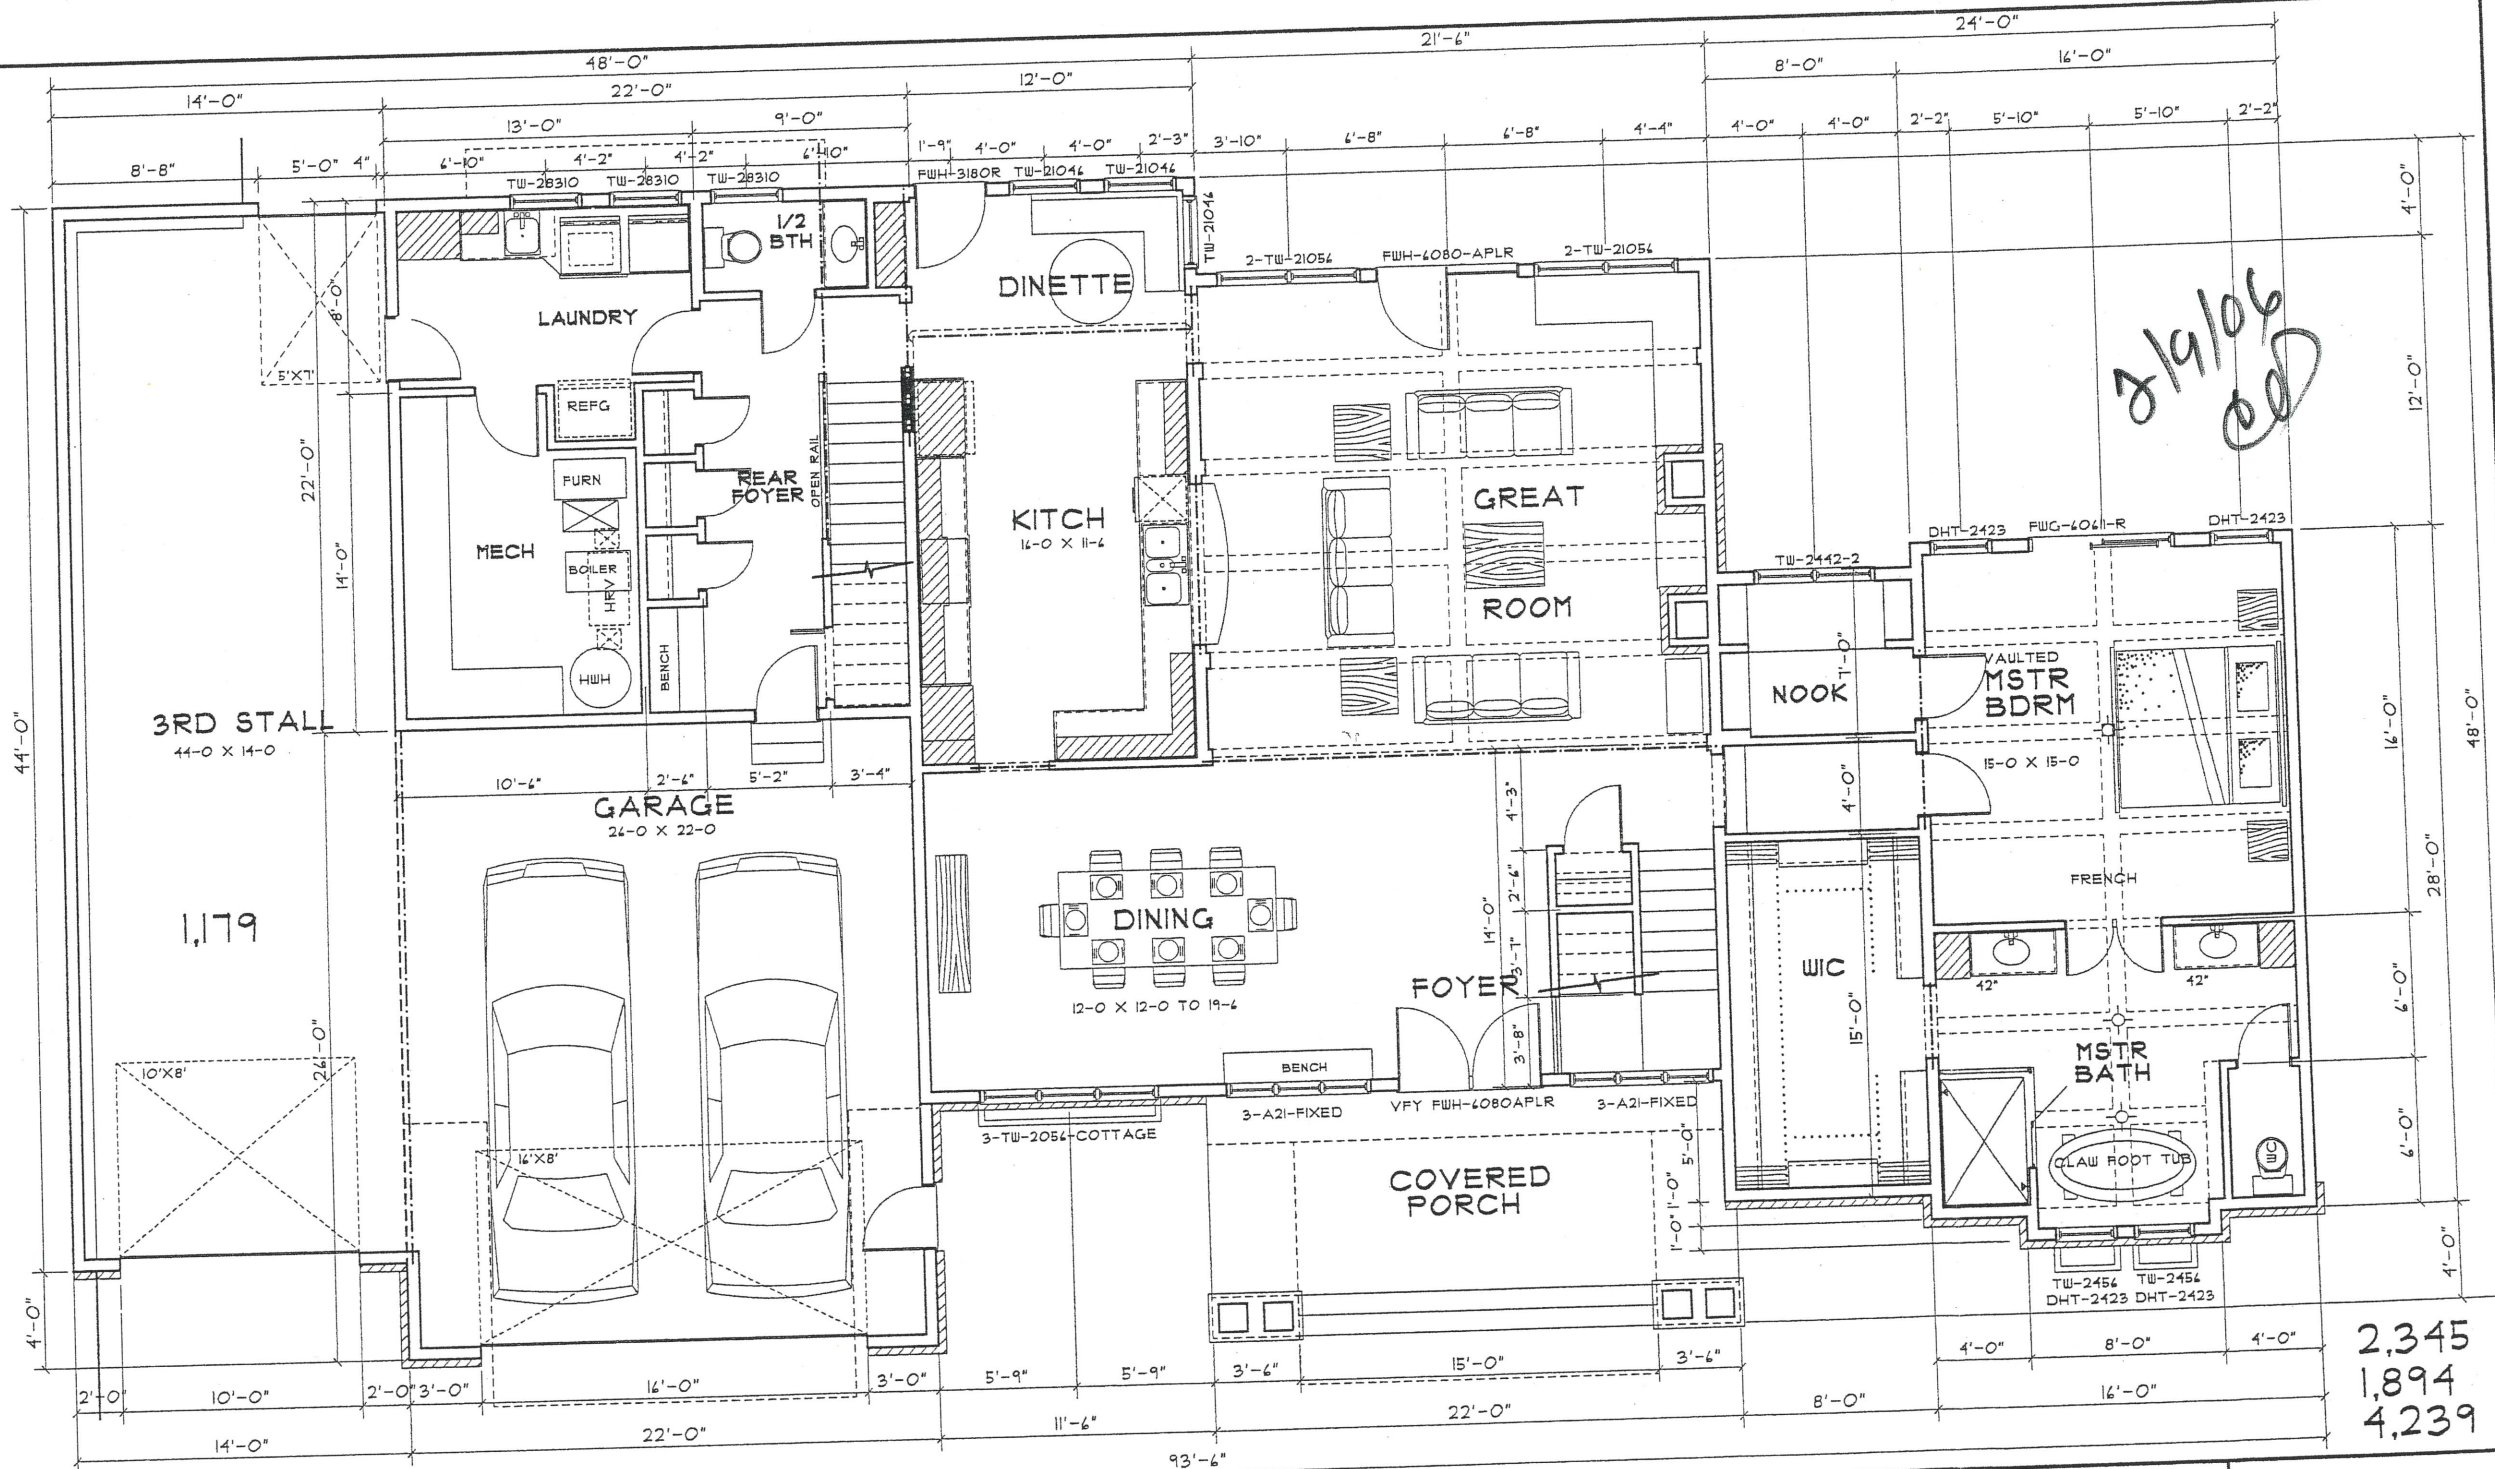 24'-0"
21'-6"
48'-0"
8'-0"
16'-0"
14'-0"
22'-0"
12'-0"
13'-0"
9'-0"
8'-8"
5'-0"
4"
6'-10"
4'-2"
4'-2"
6'-10"
1'-9"
4'-0"
4'-0"
2'-3"
3'-10"
6'-8"
6'-8"
4'-4"
4'-0"
4'-0"
2'-2"
5'-10"
5'-10"
2'-2"
TW-28310
TW-28310
TW-28310
FWH-3180R
TW-21046
TW-21046
TW-21046
2-TW-21056
FWH-6080-APLR
2-TW-21056
4'-0"
12'-0"
2/9/06
1/2
BTH
DINETTE
LAUNDRY
8'-0"
5'X7'
22'-0"
14'-0"
REFG
FURN
MECH
BOILER
HRV
HWH
BENCH
REAR
FOYER
OPEN RAIL
KITCH
16-0 X 11-6
GREAT
ROOM
DHT-2423
FWG-6061-R
DHT-2423
TW-2442-2
NOOK
7'-0"
VAULTED
MSTR
BDRM
15-0 X 15-0
16'-0"
48'-0"
44'-0"
3RD STALL
44-0 X 14-0
10'-6"
2'-6"
5'-2"
3'-4"
GARAGE
26-0 X 22-0
4'-0"
4'-3"
2'-6"
14'-0"
3'-7"
3'-8"
FRENCH
28'-0"
1,179
DINING
12-0 X 12-0 TO 19-6
FOYER
WIC
15'-0"
42"
42"
6'-0"
MSTR
BATH
26'-0"
10'X8'
16'X8'
BENCH
3-TW-2056-COTTAGE
3-A21-FIXED
VFY FWH-6080APLR
3-A21-FIXED
5'-0"
1'-0"
1'-0"
CLAW FOOT TUB
WC
6'-0"
COVERED
PORCH
TW-2456
TW-2456
DHT-2423
DHT-2423
4'-0"
4'-0"
2'-0"
10'-0"
2'-0"
3'-0"
16'-0"
3'-0"
5'-9"
5'-9"
3'-6"
15'-0"
3'-6"
4'-0"
8'-0"
4'-0"
14'-0"
22'-0"
11'-6"
22'-0"
8'-0"
16'-0"
93'-6"
2,345
1,894
4,239